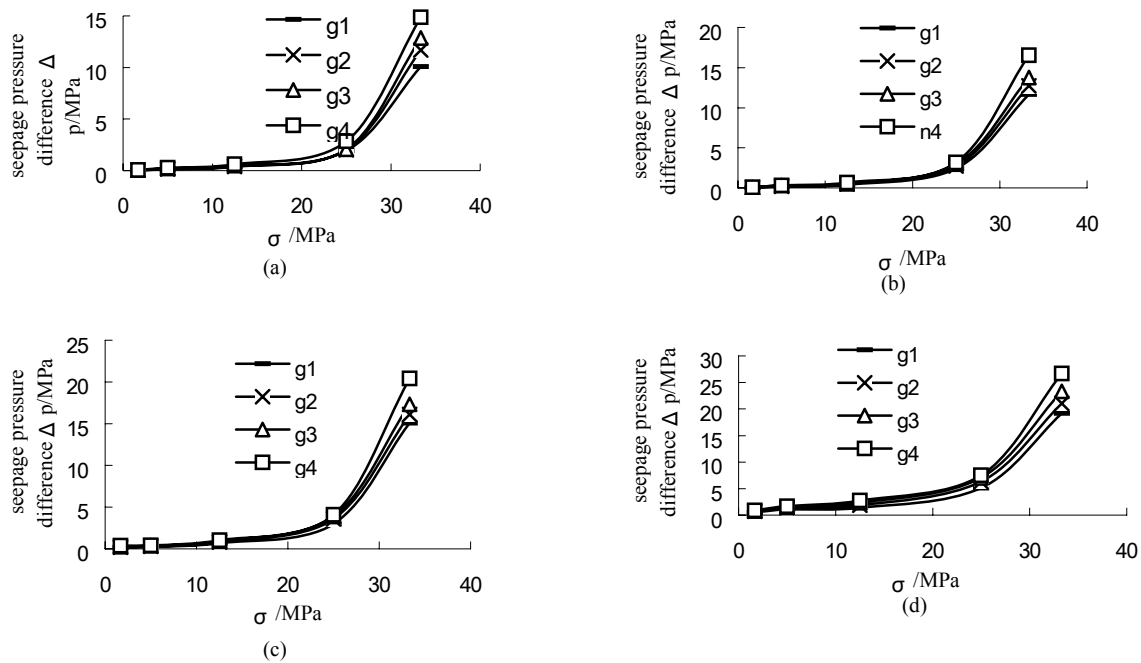 seepage pressure
difference Δ
p/MPa
15
10
5
0
0 10 20 30 40
σ /MPa
g1
g2
g3
g4
(a)
seepage pressure
difference Δ p/MPa
20
15
10
5
0
0 10 20 30 40
σ /MPa
g1
g2
g3
n4
(b)
seepage pressure
difference Δ p/MPa
25
20
15
10
5
0
0 10 20 30 40
σ /MPa
g1
g2
g3
g4
(c)
seepage pressure
difference Δ p/MPa
30
25
20
15
10
5
0
0 10 20 30 40
σ /MPa
g1
g2
g3
g4
(d)